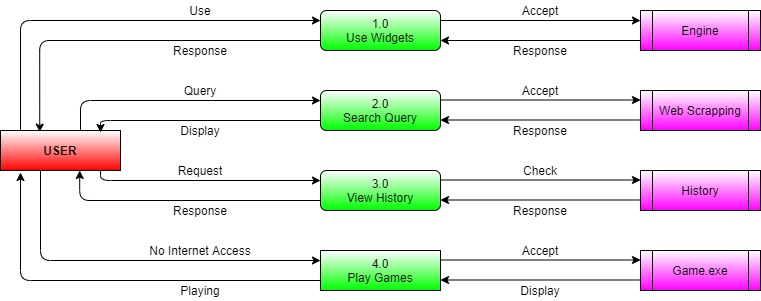 Use
1.0
Use Widgets
Accept
Engine
Response
Response
Query
2.0
Search Query
Accept
Web Scrapping
Display
Response
USER
Request
3.0
View History
Check
History
Response
Response
No Internet Access
4.0
Play Games
Accept
Game.exe
Playing
Display